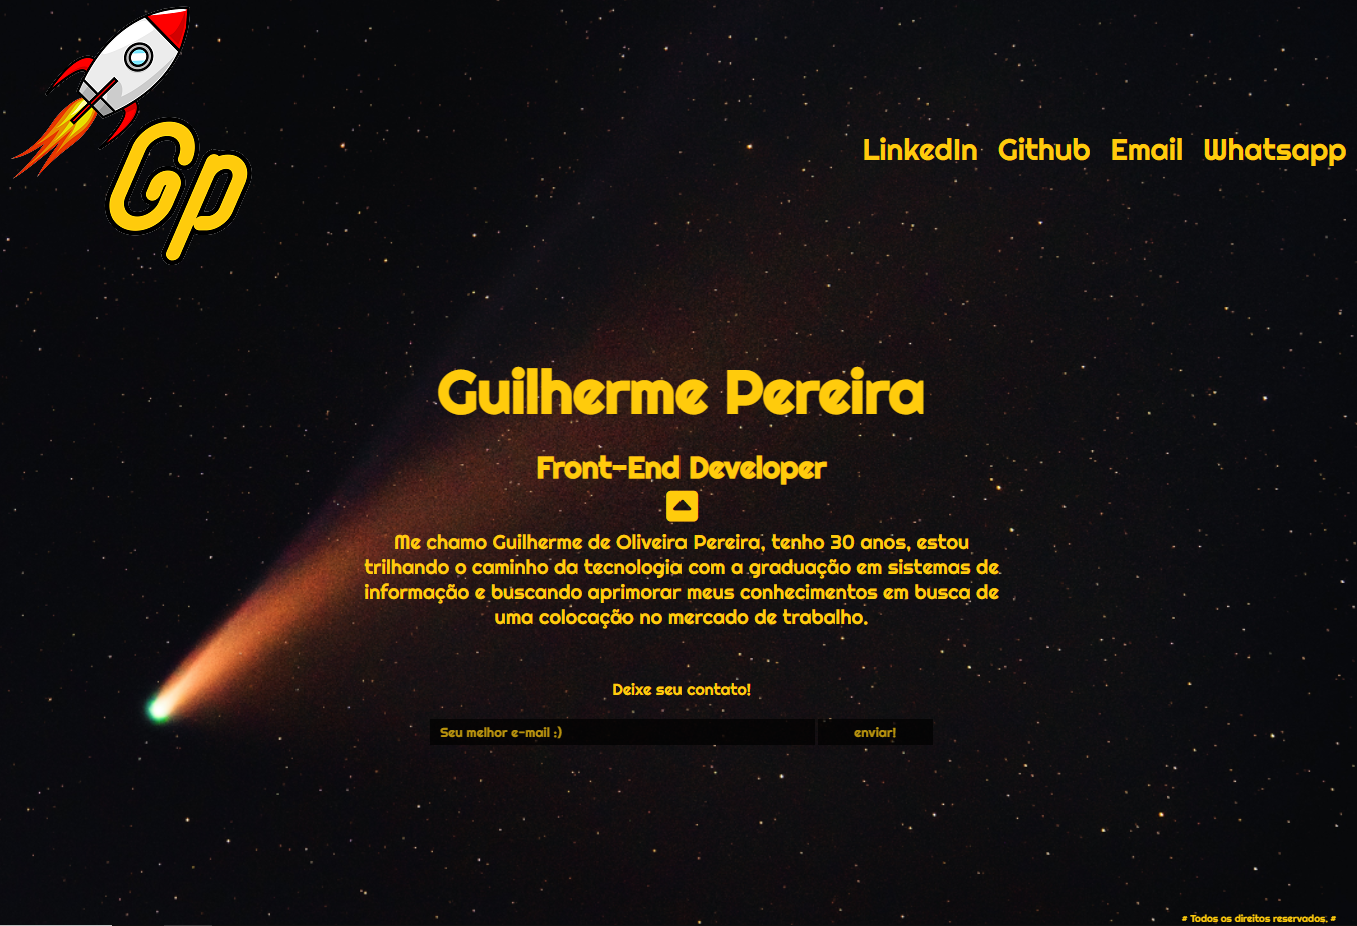 Gp
LinkedIn Github Email Whatsapp
Guilherme Pereira
Front-End Developer
Me chamo Guilherme de Oliveira Pereira, tenho 30 anos, estou
trilhando o caminho da tecnologia com a graduação em sistemas de
informação e buscando aprimorar meus conhecimentos em busca de
uma colocação no mercado de trabalho.
Deixe seu contato!
Seu melhor e-mail :) enviar!
# Todos os direitos reservados. #